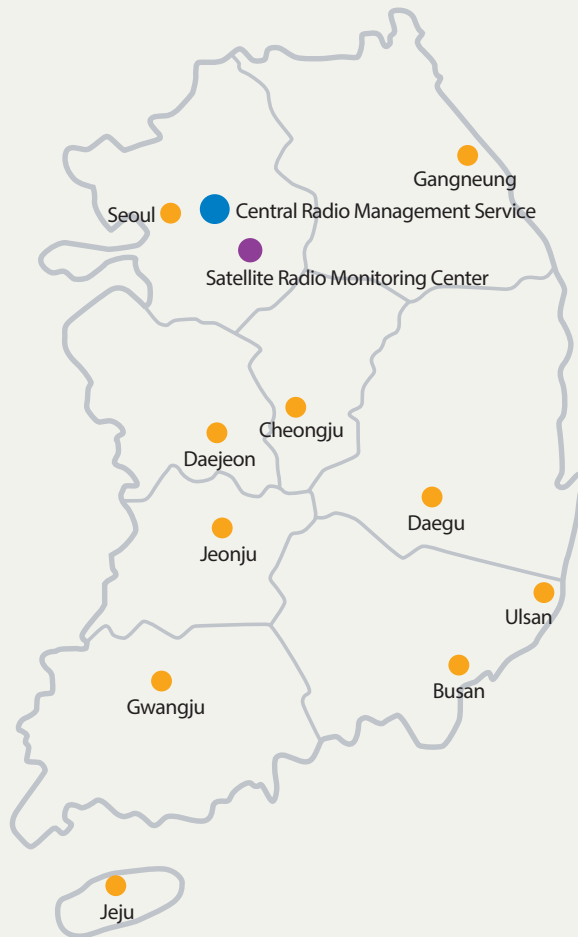 Gangneung
Seoul
Central Radio Management Service
Satellite Radio Monitoring Center
Cheongju
Daejeon
Daegu
Jeonju
Ulsan
Busan
Gwangju
Jeju